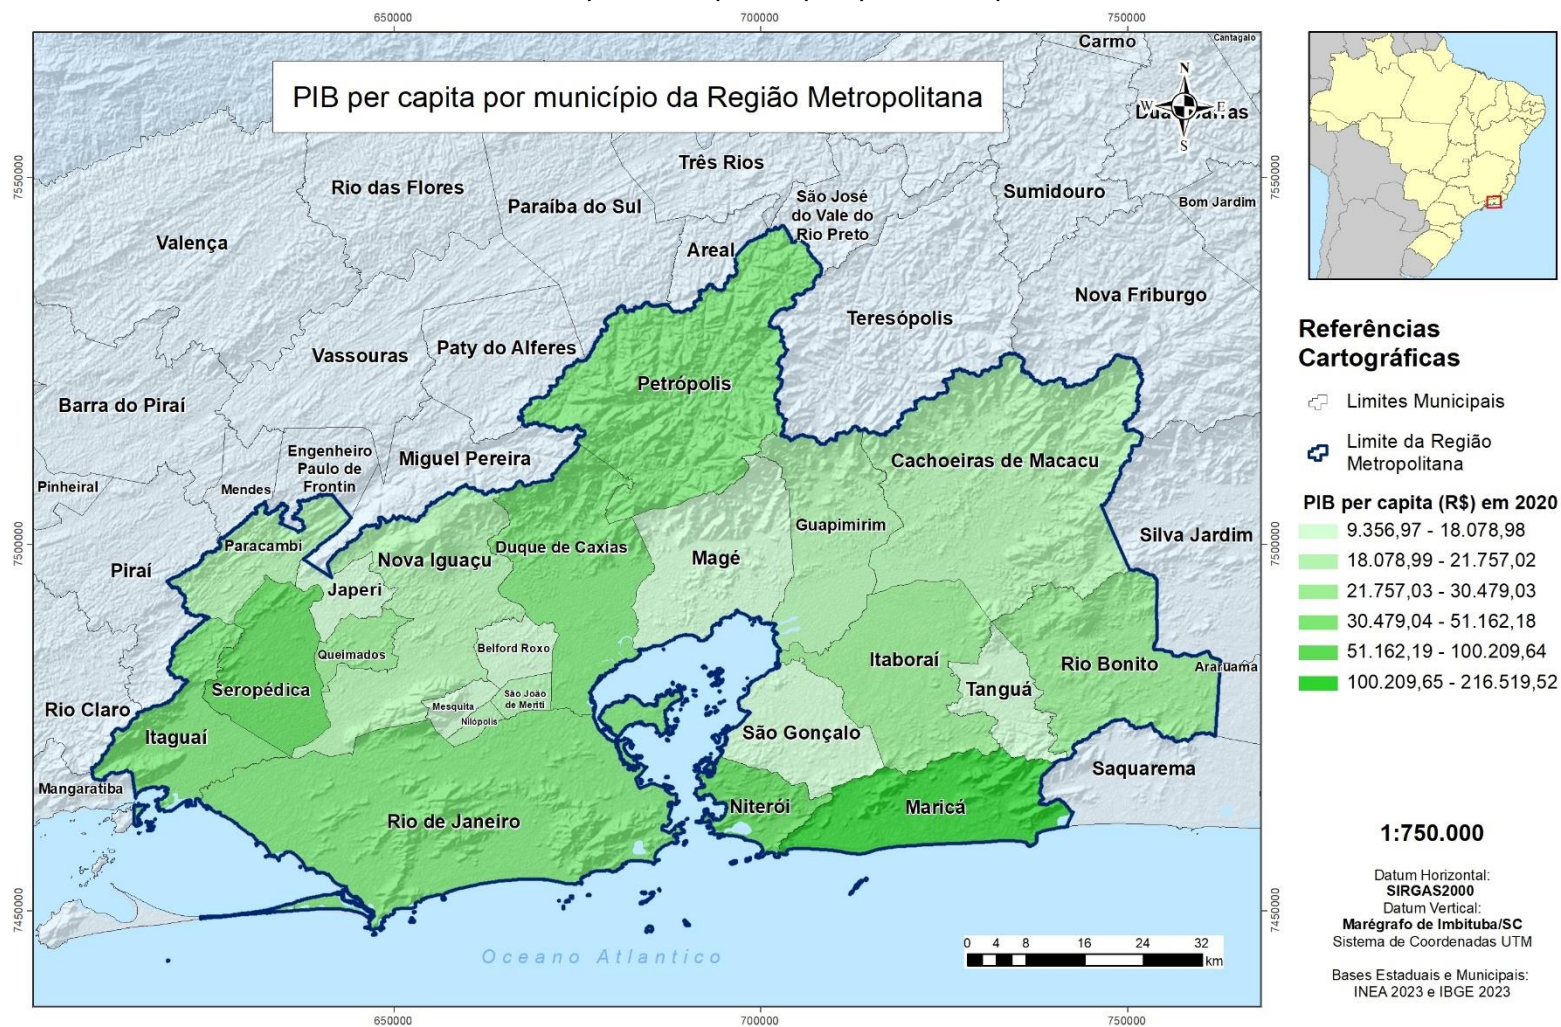 650000
700000
750000
PIB per capita por município da Região Metropolitana
Carmo
Cantagalo
N
W
E
S
7550000
7550000
Três Rios
Rio das Flores
Paraíba do Sul
São José
do Vale do
Rio Preto
Sumidouro
Bom Jardim
Valença
Areal
Nova Friburgo
Teresópolis
Vassouras
Paty do Alferes
Petrópolis
Barra do Piraí
Engenheiro
Paulo de
Frontin
Miguel Pereira
Cachoeiras de Macacu
Pinheiral
Mendes
Guapimirim
Silva Jardim
7500000
7500000
Paracambi
Nova Iguaçu
Duque de Caxias
Magé
Piraí
Japeri
Queimados
Belford Roxo
Itaboraí
Rio Bonito
Araruama
Seropédica
Tanguá
São João
de Meriti
Mesquita
Nilópolis
Rio Claro
Itaguaí
São Gonçalo
Saquarema
Mangaratiba
Niterói
Maricá
Rio de Janeiro
7450000
7450000
Oceano Atlantico
0 4 8 16 24 32
km
650000
700000
750000
Referências
Cartográficas
Limites Municipais
Limite da Região
Metropolitana
PIB per capita (R$) em 2020
9.356,97 - 18.078,98
18.078,99 - 21.757,02
21.757,03 - 30.479,03
30.479,04 - 51.162,18
51.162,19 - 100.209,64
100.209,65 - 216.519,52
1:750.000
Datum Horizontal:
SIRGAS2000
Datum Vertical:
Marégrafo de Imbituba/SC
Sistema de Coordenadas UTM
Bases Estaduais e Municipais:
INEA 2023 e IBGE 2023